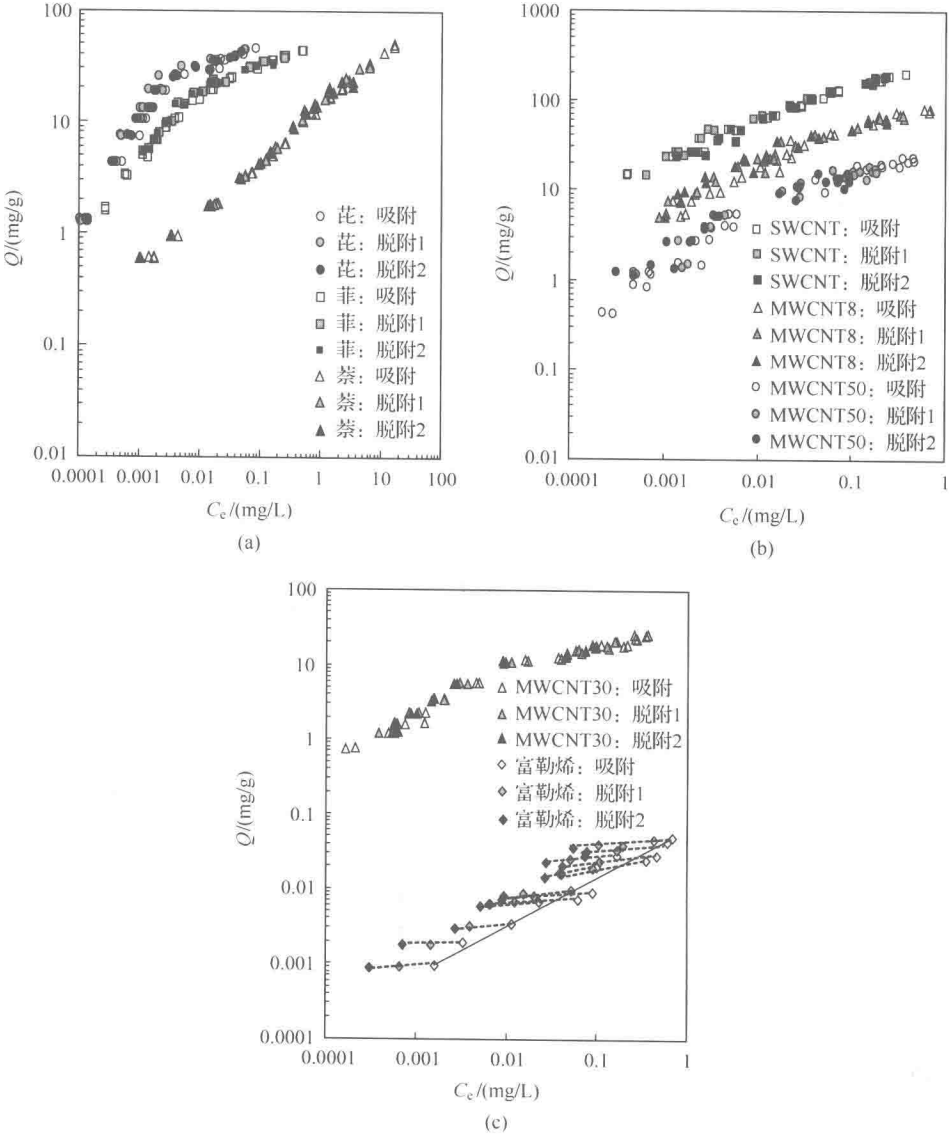 100
10
1
0.1
0.01
Q/(mg/g)
芘：吸附
芘：脱附1
芘：脱附2
菲：吸附
菲：脱附1
菲：脱附2
萘：吸附
萘：脱附1
萘：脱附2
0.0001 0.001 0.01 0.1 1 10 100
Ce/(mg/L)
(a)
1000
100
10
1
0.1
0.01
Q/(mg/g)
SWCNT：吸附
SWCNT：脱附1
SWCNT：脱附2
MWCNT8：吸附
MWCNT8：脱附1
MWCNT8：脱附2
MWCNT50：吸附
MWCNT50：脱附1
MWCNT50：脱附2
0.0001 0.001 0.01 0.1 1
Ce/(mg/L)
(b)
100
10
1
0.1
0.01
0.001
0.0001
Q/(mg/g)
MWCNT30：吸附
MWCNT30：脱附1
MWCNT30：脱附2
富勒烯：吸附
富勒烯：脱附1
富勒烯：脱附2
0.0001 0.001 0.01 0.1 1
Ce/(mg/L)
(c)